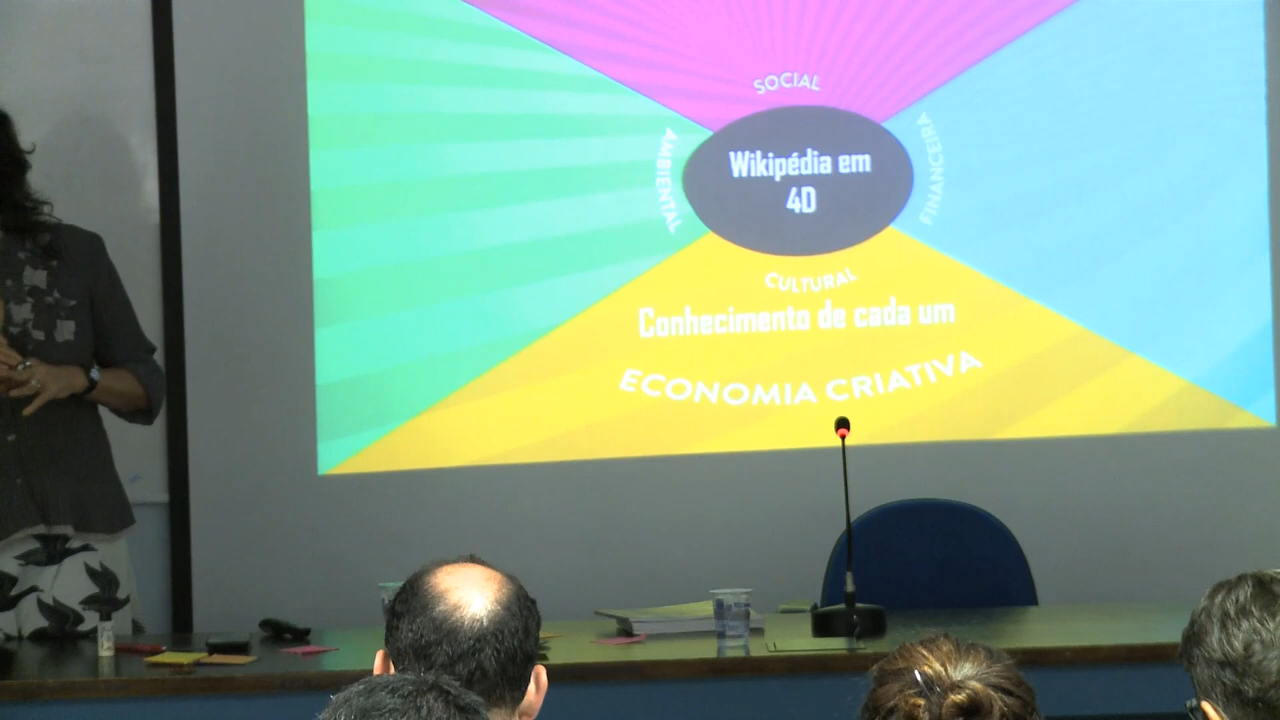 SOCIAL
AMBIENTAL
Wikipédia em
4D
FINANCEIRA
CULTURAL
Conhecimento de cada um
ECONOMIA CRIATIVA